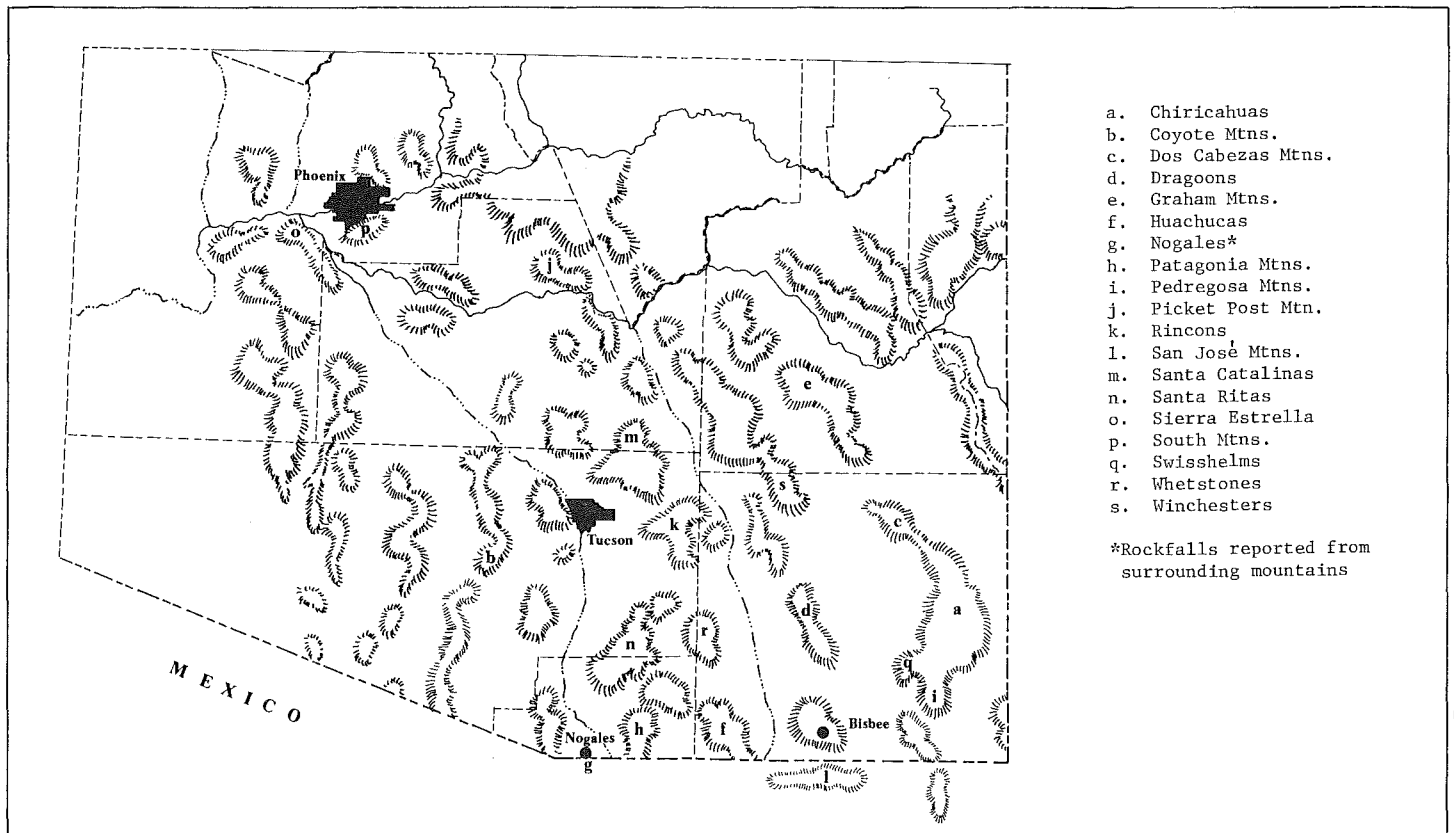 Phoenix
o
p
j
e
m
s
Tucson
k
c
b
d
a
n
r
q
i
MEXICO
Nogales
h
f
Bisbee
g
l
a. Chiricahuas
b. Coyote Mtns.
c. Dos Cabezas Mtns.
d. Dragoons
e. Graham Mtns.
f. Huachucas
g. Nogales*
h. Patagonia Mtns.
i. Pedregosa Mtns.
j. Picket Post Mtn.
k. Rincons
l. San José Mtns.
m. Santa Catalinas
n. Santa Ritas
o. Sierra Estrella
p. South Mtns.
q. Swisshelms
r. Whetstones
s. Winchesters
*Rockfalls reported from
surrounding mountains